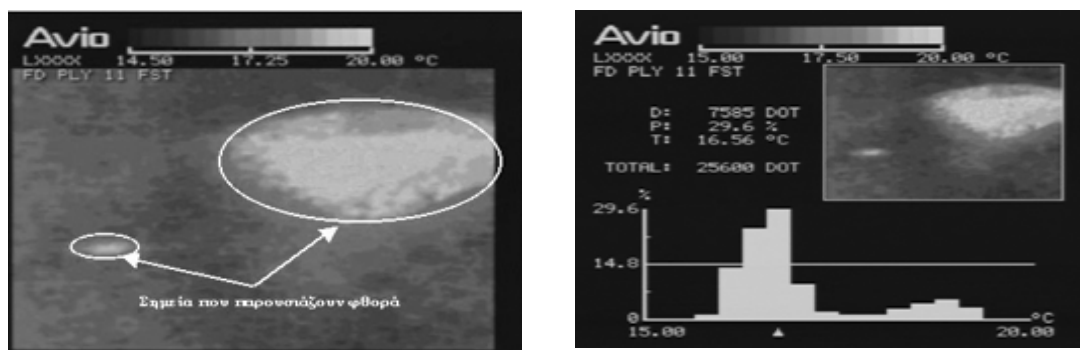 Avio
LXXXX 14.50 17.25 20.00 °C
FD PLY 11 FST
Σημεία που παρουσιάζουν φθορά
Avio
LXXXX 15.00 17.50 20.00 °C
FD PLY 11 FST
D: 7585 DOT
P: 29.6 %
T: 16.56 °C
TOTAL: 25600 DOT
%
29.6
14.8
0
°C
15.00 20.00